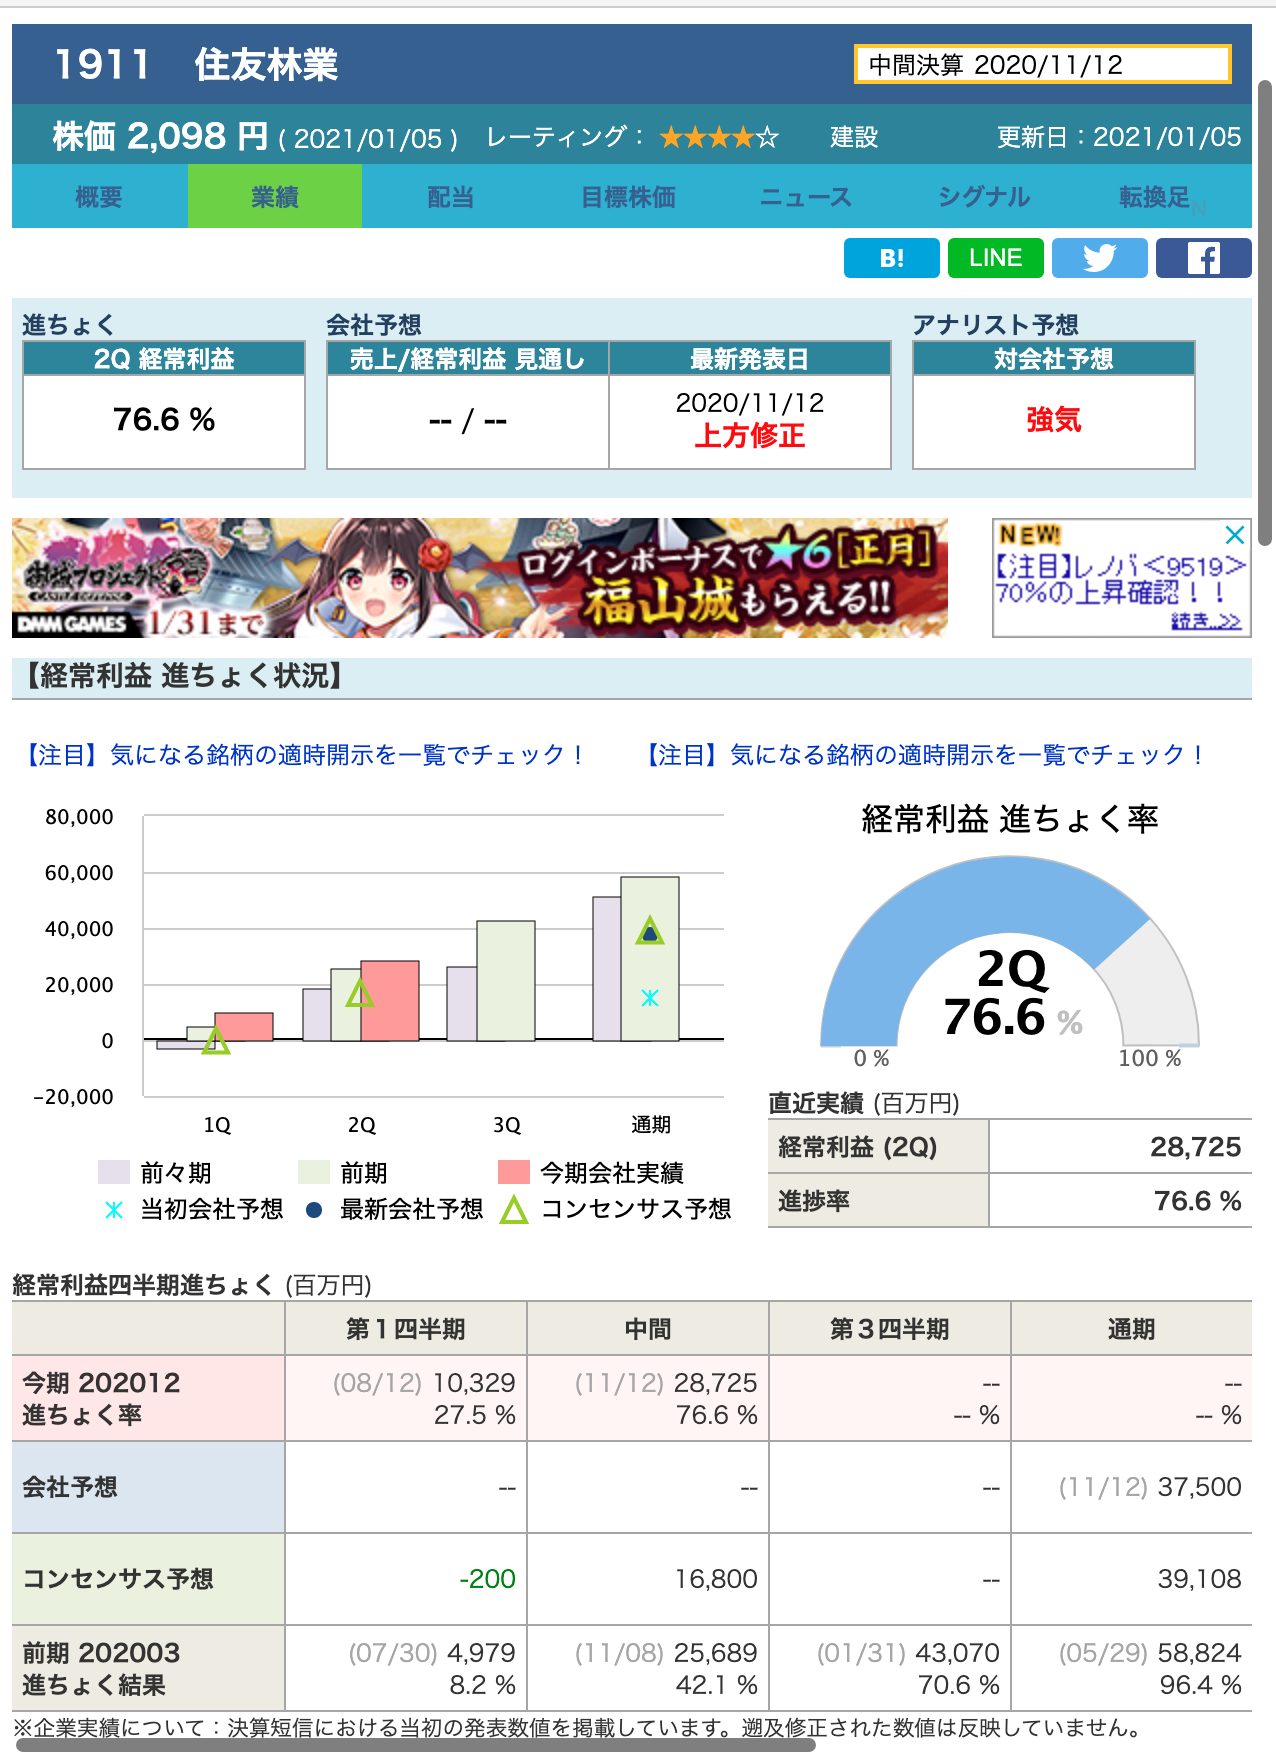 1911 住友林業
中間決算 2020/11/12
株価 2,098 円 ( 2021/01/05 ) レーティング： ★★★★☆ 建設 更新日：2021/01/05
概要 業績 配当 目標株価 ニュース シグナル 転換足
B! LINE
進ちょく 会社予想 アナリスト予想
2Q 経常利益 売上/経常利益 見通し 最新発表日 対会社予想
76.6 % -- / -- 2020/11/12 強気
上方修正
御城プロジェクト
DMM GAMES 1/31まで
ログインボーナスで★6[正月]
福山城もらえる!!
NEW!
【注目】レノバ<9519>
70%の上昇確認！！
続き..>>
【経常利益 進ちょく状況】
【注目】気になる銘柄の適時開示を一覧でチェック！ 【注目】気になる銘柄の適時開示を一覧でチェック！
80,000
60,000
40,000
20,000
0
-20,000
1Q 2Q 3Q 通期
前々期 前期 今期会社実績
当初会社予想 最新会社予想 コンセンサス予想
経常利益 進ちょく率
2Q
76.6 %
0 % 100 %
直近実績 (百万円)
経常利益 (2Q) 28,725
進捗率 76.6 %
経常利益四半期進ちょく (百万円)
第１四半期 中間 第３四半期 通期
今期 202012 (08/12) 10,329 (11/12) 28,725 -- --
進ちょく率 27.5 % 76.6 % -- % -- %
会社予想 -- -- -- (11/12) 37,500
コンセンサス予想 -200 16,800 -- 39,108
前期 202003 (07/30) 4,979 (11/08) 25,689 (01/31) 43,070 (05/29) 58,824
進ちょく結果 8.2 % 42.1 % 70.6 % 96.4 %
※企業実績について：決算短信における当初の発表数値を掲載しています。遡及修正された数値は反映していません。